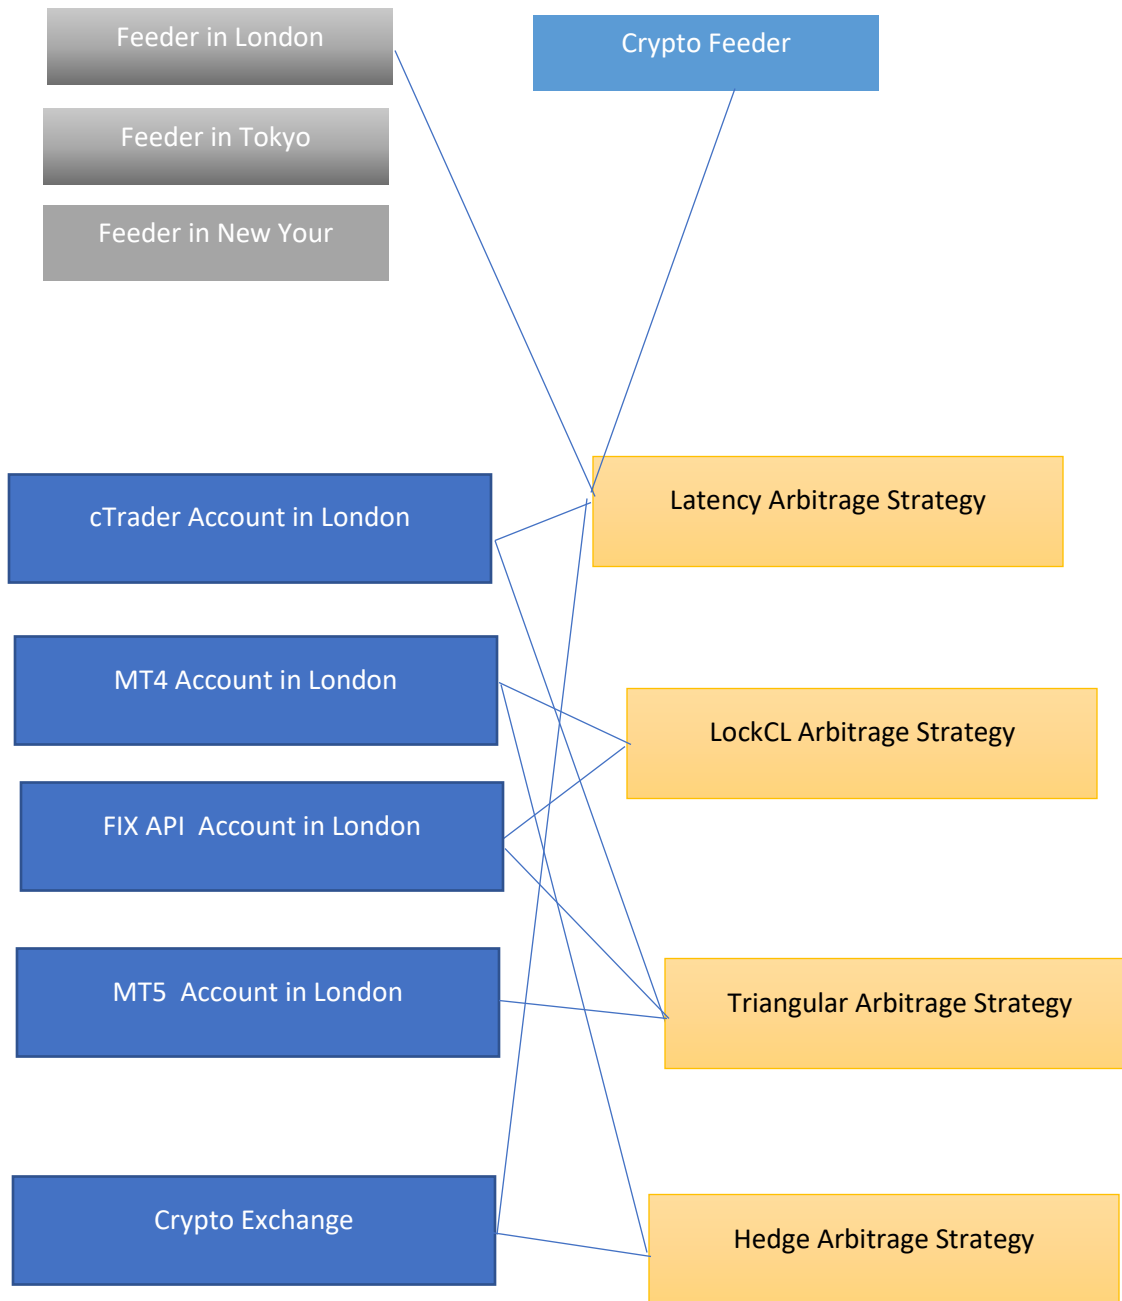 Feeder in London
Crypto Feeder
Feeder in Tokyo
Feeder in New Your
cTrader Account in London
Latency Arbitrage Strategy
MT4 Account in London
LockCL Arbitrage Strategy
FIX API  Account in London
MT5  Account in London
Triangular Arbitrage Strategy
Crypto Exchange
Hedge Arbitrage Strategy